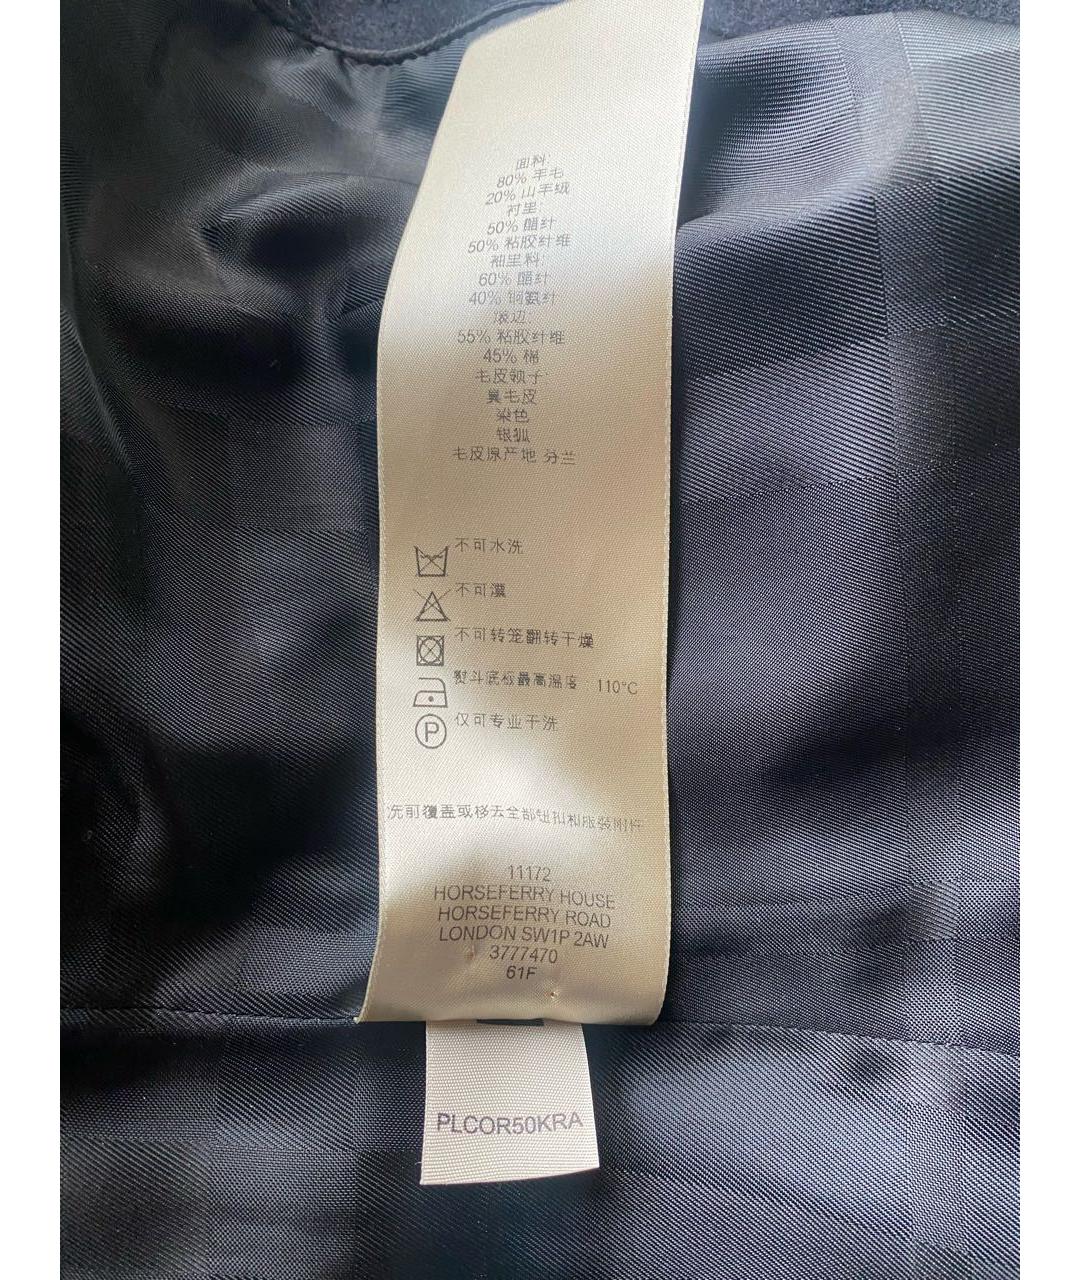 面料:
80% 羊毛
20% 山羊绒
衬里:
50% 醋纤
50% 粘胶纤维
袖里料:
60% 醋纤
40% 铜氨纤
滚边:
55% 粘胶纤维
45% 棉
毛皮领子:
真毛皮
染色
银狐
毛皮原产地 芬兰
不可水洗
不可漂
不可转笼翻转干燥
熨斗底板最高温度 110°C
P
仅可专业干洗
洗前覆盖或移去全部钮扣和服装附件
11172
HORSEFERRY HOUSE
HORSEFERRY ROAD
LONDON SW1P 2AW
3777470
61F
PLCOR50KRA